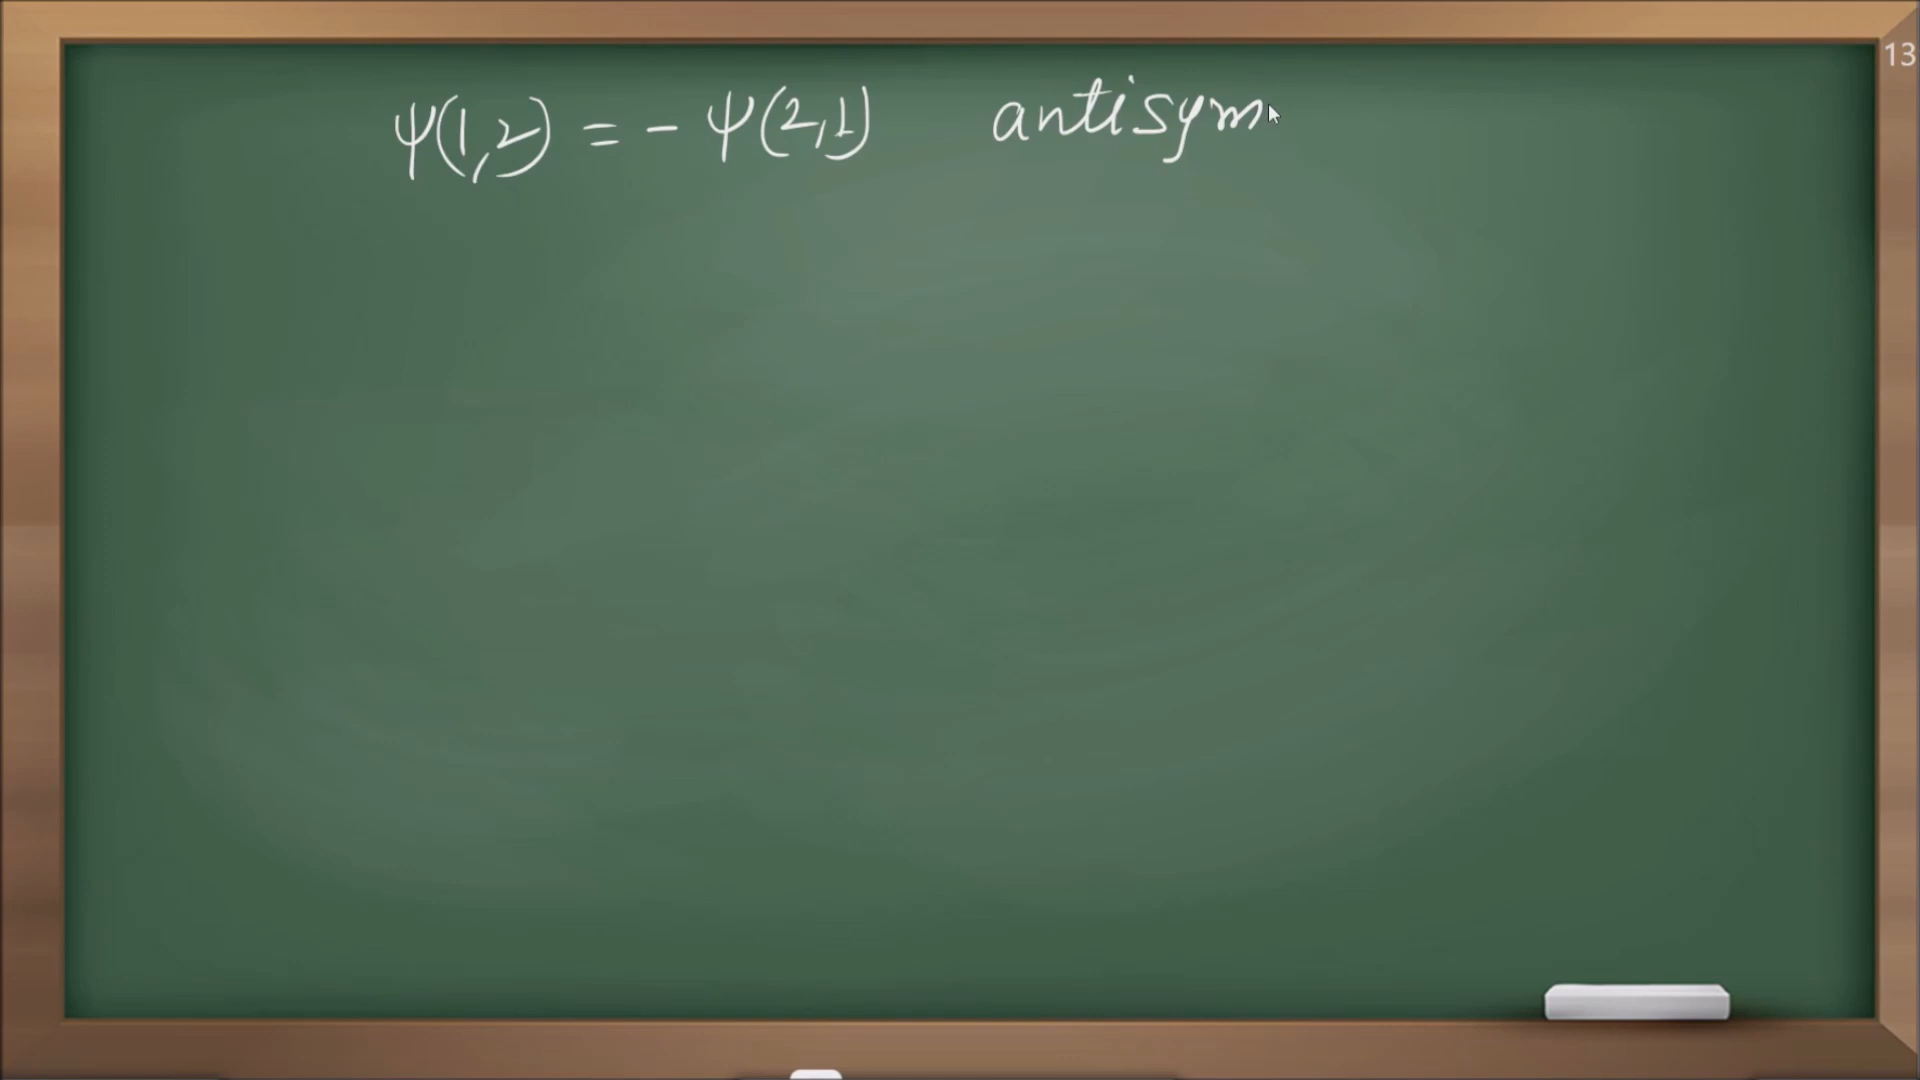 ψ(1,2) = - ψ(2,1) antisym
13